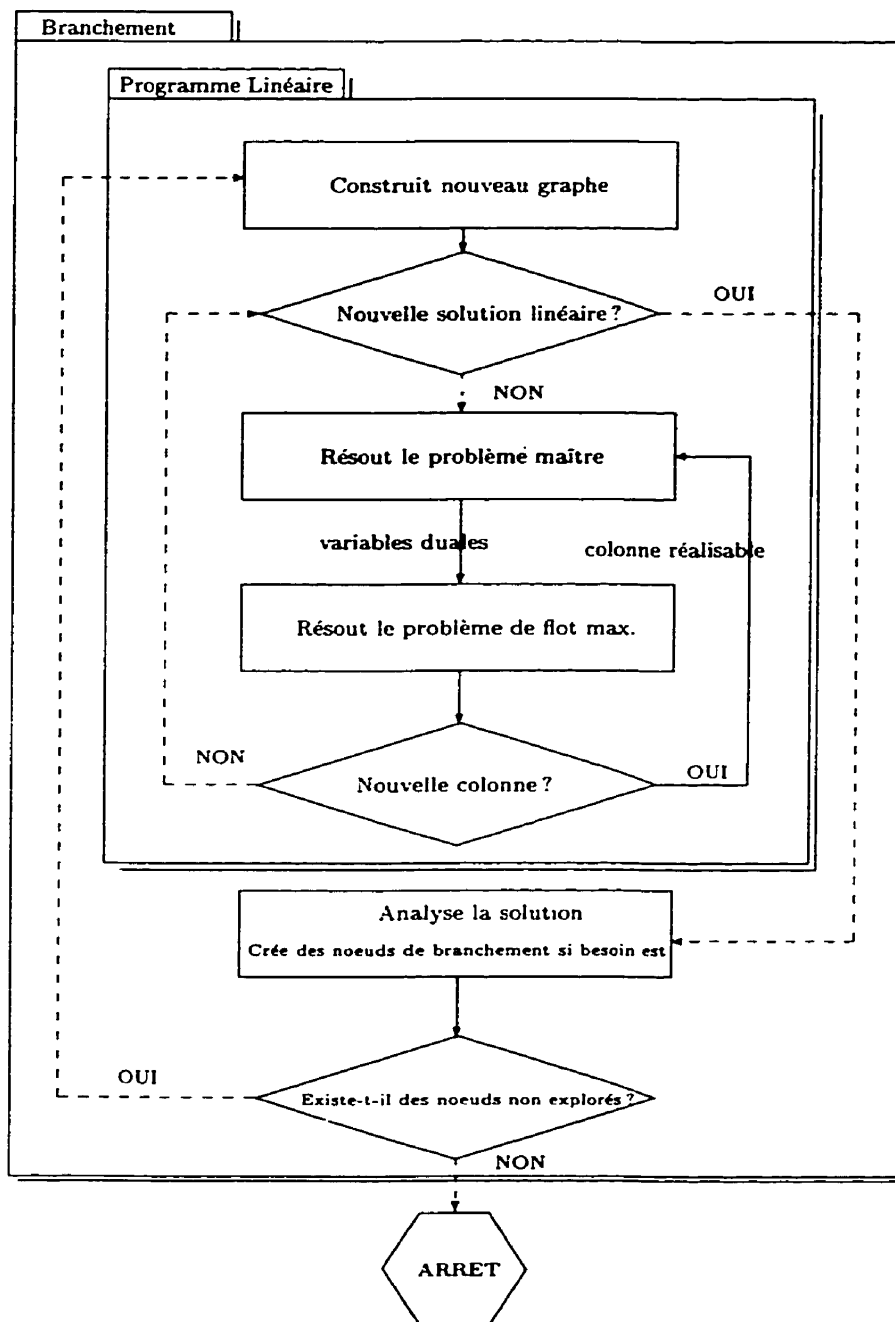 Branchement
Programme Linéaire
Construit nouveau graphe
Nouvelle solution linéaire ?
OUI
NON
Résout le problème maître
variables duales
colonne réalisable
Résout le problème de flot max.
NON
Nouvelle colonne ?
OUI
Analyse la solution
Crée des noeuds de branchement si besoin est
OUI
Existe-t-il des noeuds non explorés ?
NON
ARRET